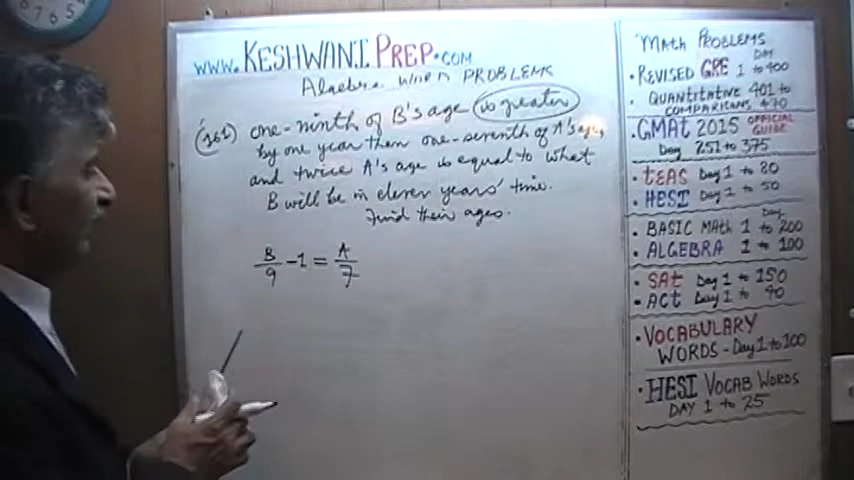 www.KESHWANI PREP.COM
Algebra WORD PROBLEMS
(161) one-ninth of B's age is greater
by one year than one-seventh of A's age,
and twice A's age is equal to what
B will be in eleven years' time.
Find their ages.
B/9 - 1 = A/7
MATH PROBLEMS
DAY
• REVISED GRE 1 to 400
• QUANTITATIVE 401 to
COMPARISONS 470
• GMAT 2015 OFFICIAL
GUIDE
Day 251 to 375
• TEAS Day 1 to 80
• HESI Day 1 to 50
Day
• BASIC MATH 1 to 200
• ALGEBRA 1 to 100
• SAT Day 1 to 150
• ACT Day 1 to 90
• VOCABULARY
WORDS - Day 1 to 100
• HESI VOCAB WORDS
DAY 1 to 25
6 5